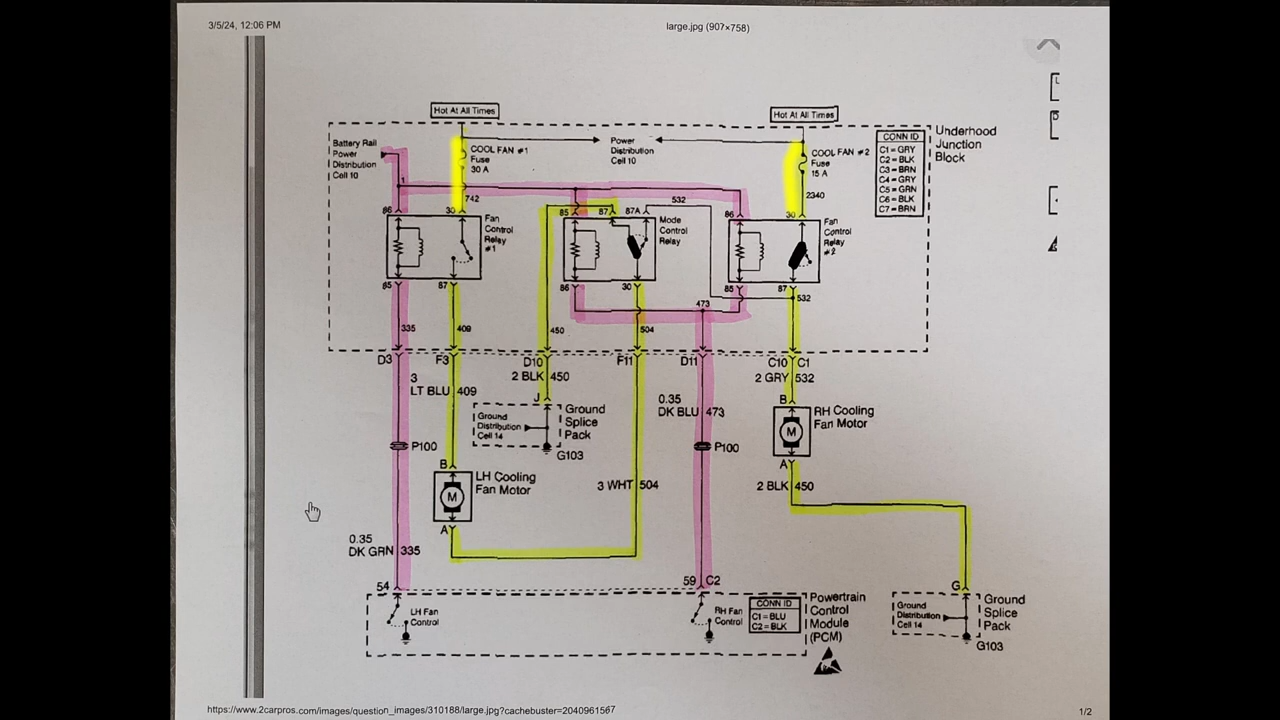 3/5/24, 12:06 PM
large.jpg (907×758)
Hot At All Times
Hot At All Times
Battery Rail
Power
Distribution
Cell 10
COOL FAN #1
Fuse
30 A
Power
Distribution
Cell 10
COOL FAN #2
Fuse
15 A
CONN ID
C1 = GRY
C2 = BLK
C3 = BRN
C4 = GRY
C5 = GRN
C6 = BLK
C7 = BRN
Underhood
Junction
Block
1
742
532
2340
86
30
85
87
87A
86
30
Fan
Control
Relay
#1
Mode
Control
Relay
Fan
Control
Relay
#2
85
87
86
30
85
87
473
532
335
409
450
504
D3
F3
D10
F11
D11
C10
C1
3
LT BLU
409
2 BLK
450
0.35
DK BLU
473
2 GRY
532
J
Ground
Distribution
Cell 14
Ground
Splice
Pack
G103
B
RH Cooling
Fan Motor
M
A
P100
P100
B
LH Cooling
Fan Motor
M
A
3 WHT
504
2 BLK
450
0.35
DK GRN
335
54
59
C2
G
LH Fan
Control
RH Fan
Control
CONN ID
C1 = BLU
C2 = BLK
Powertrain
Control
Module
(PCM)
Ground
Distribution
Cell 14
Ground
Splice
Pack
G103
https://www.2carpros.com/images/question_images/310188/large.jpg?cachebuster=2040961567
1/2